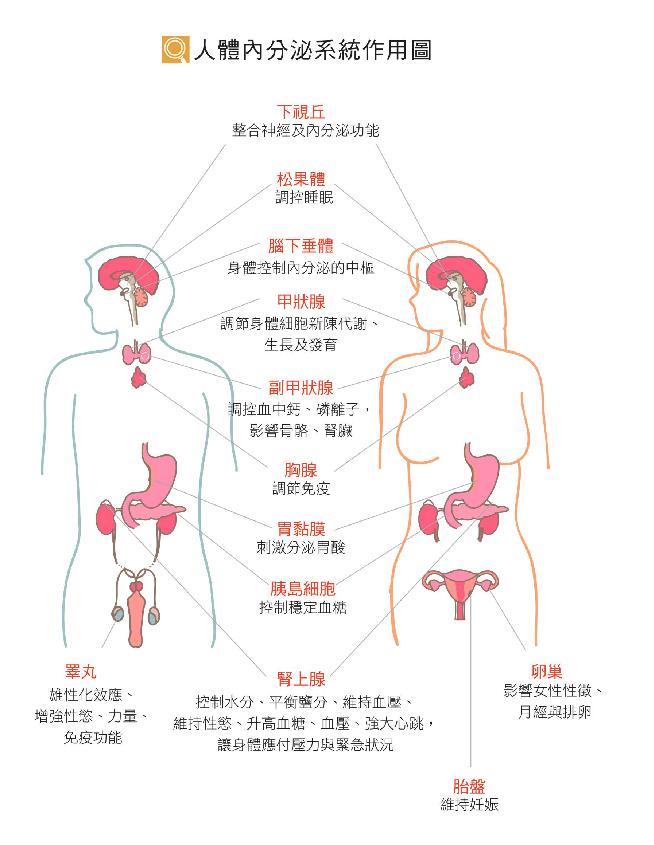 人體內分泌系統作用圖
下視丘
整合神經及內分泌功能
松果體
調控睡眠
腦下垂體
身體控制內分泌的中樞
甲狀腺
調節身體細胞新陳代謝、
生長及發育
副甲狀腺
調控血中鈣、磷離子，
影響骨骼、腎臟
胸腺
調節免疫
胃黏膜
刺激分泌胃酸
胰島細胞
控制穩定血糖
睪丸
雄性化效應、
增強性慾、力量、
免疫功能
腎上腺
控制水分、平衡鹽分、維持血壓、
維持性慾、升高血糖、血壓、強大心跳，
讓身體應付壓力與緊急狀況
卵巢
影響女性性徵、
月經與排卵
胎盤
維持妊娠